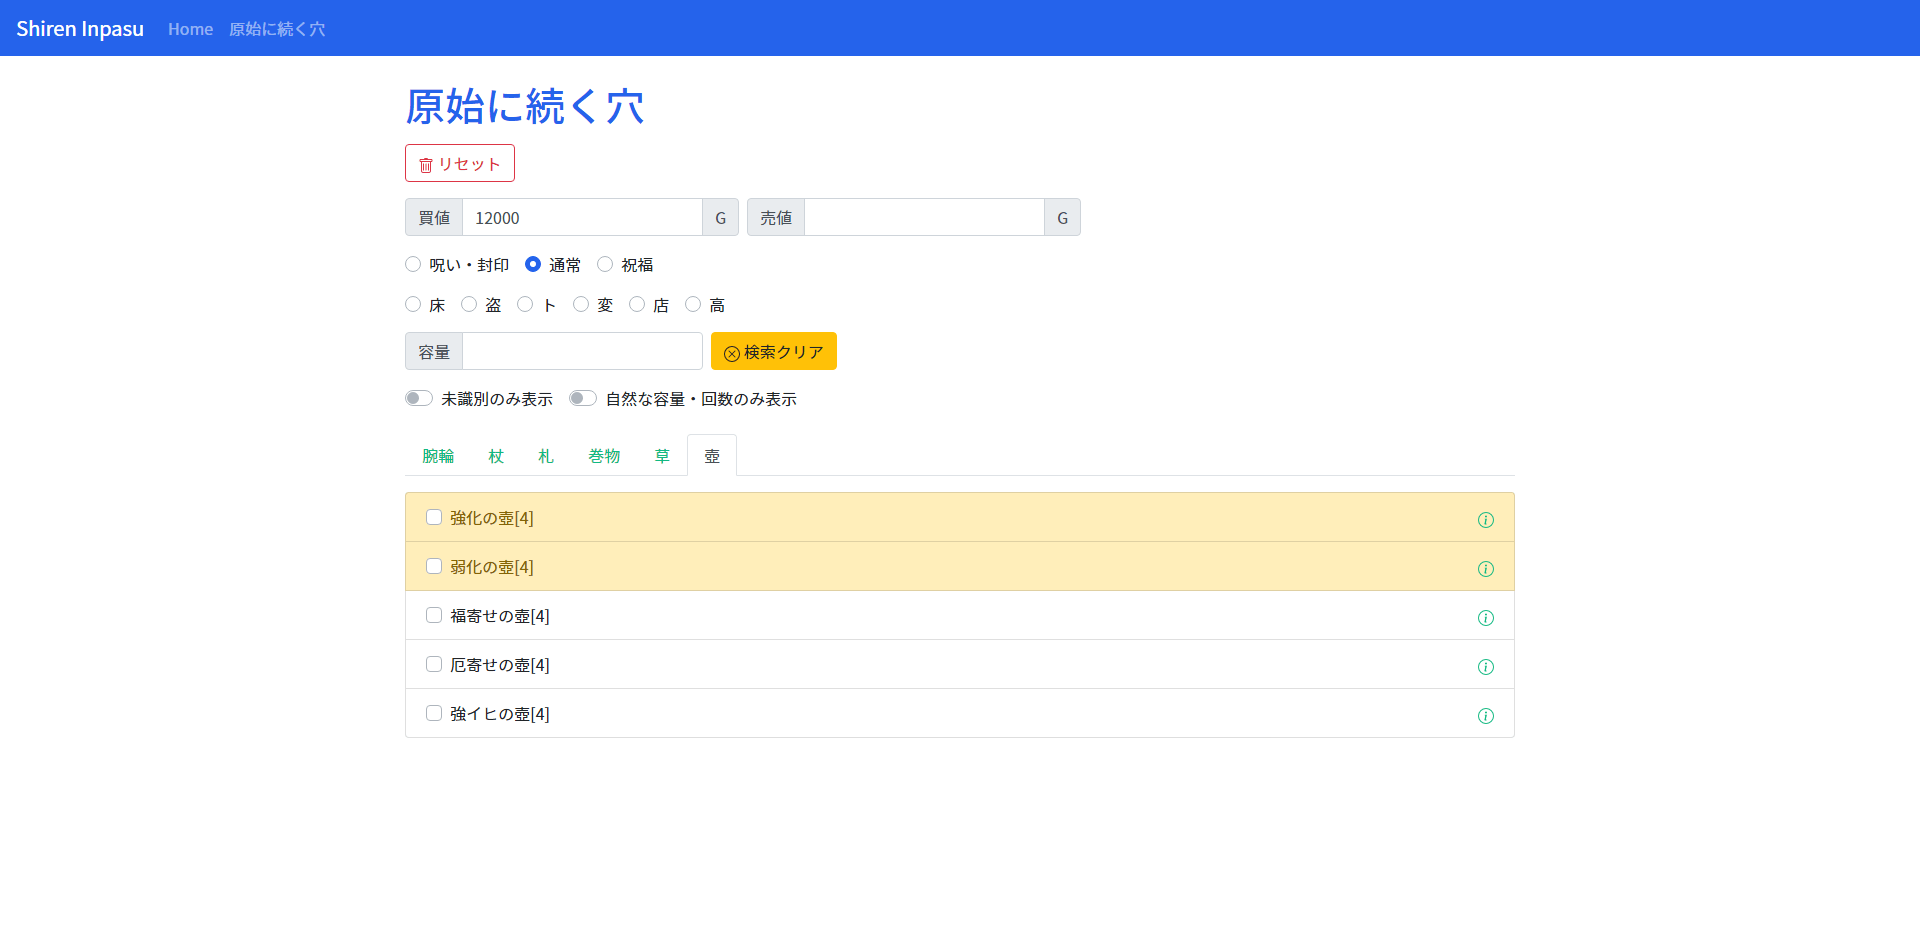 Shiren Inpasu Home 原始に続く穴
原始に続く穴
リセット
買値 12000 G 売値 G
呪い・封印 通常 祝福
床 盗 ト 変 店 高
容量 検索クリア
未識別のみ表示 自然な容量・回数のみ表示
腕輪 杖 札 巻物 草 壺
強化の壺[4]
弱化の壺[4]
福寄せの壺[4]
厄寄せの壺[4]
強イヒの壺[4]